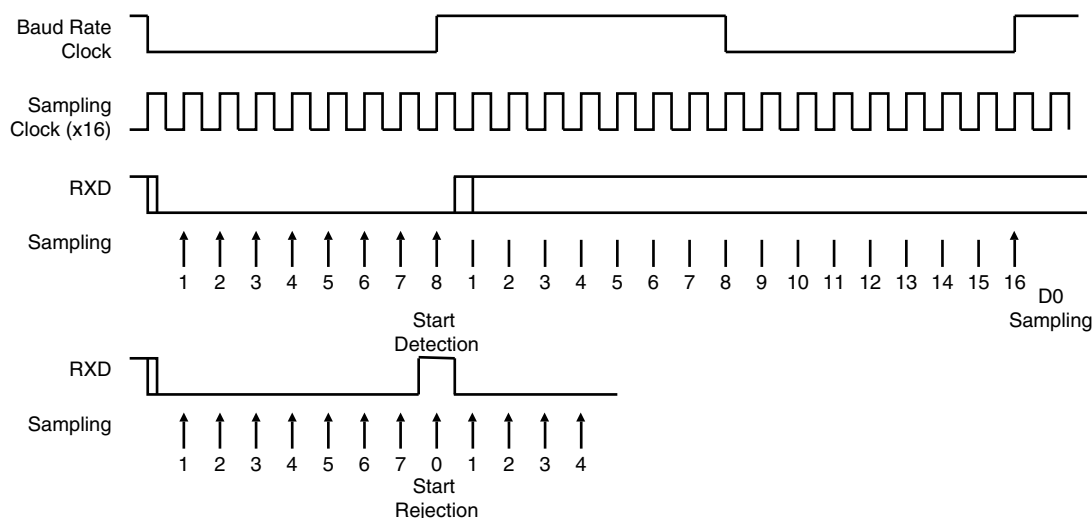 Baud Rate
Clock
Sampling
Clock (x16)
RXD
Sampling
1 2 3 4 5 6 7 8 1 2 3 4 5 6 7 8 9 10 11 12 13 14 15 16
D0
Sampling
Start
Detection
RXD
Sampling
1 2 3 4 5 6 7 0 1 2 3 4
Start
Rejection